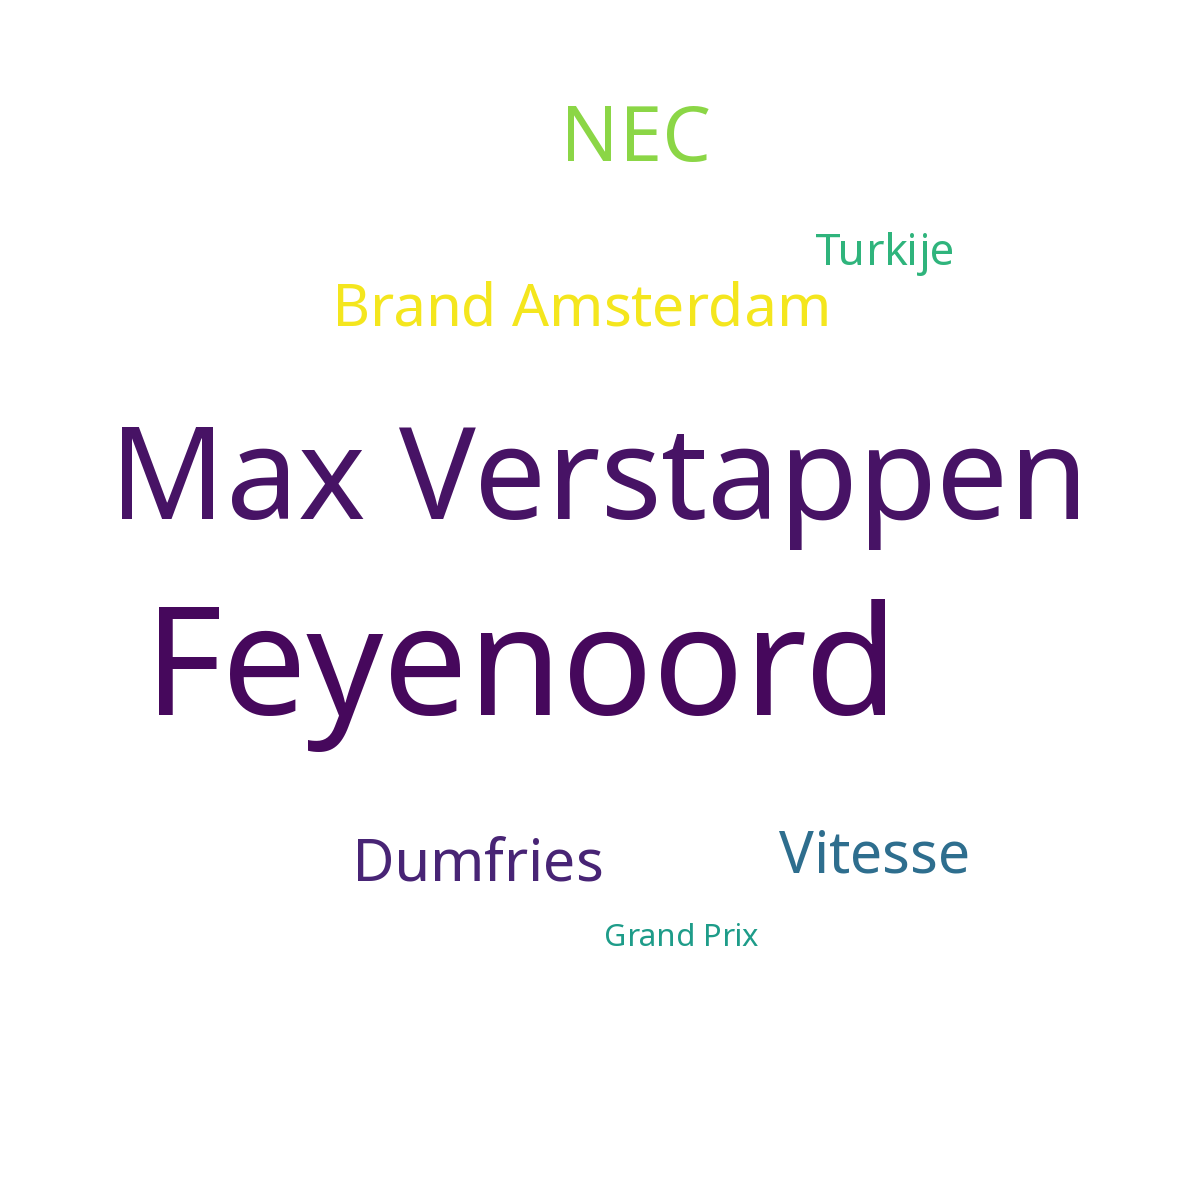 NEC
Turkije
Brand Amsterdam
Max Verstappen
Feyenoord
Dumfries
Vitesse
Grand Prix